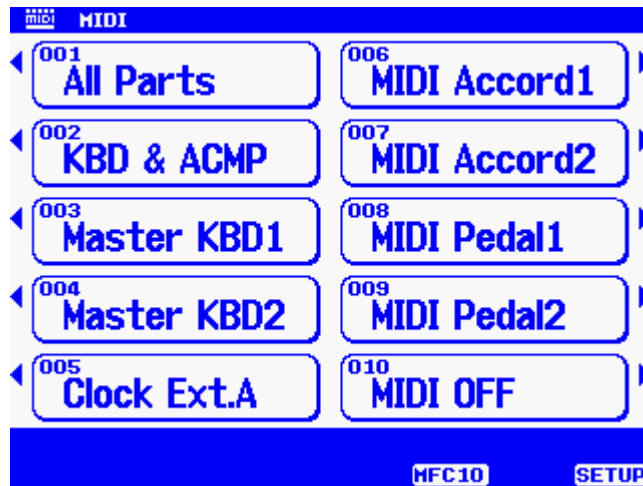 MIDI MIDI
001
All Parts
002
KBD & ACMP
003
Master KBD1
004
Master KBD2
005
Clock Ext.A
006
MIDI Accord1
007
MIDI Accord2
008
MIDI Pedal1
009
MIDI Pedal2
010
MIDI OFF
MFC10 SETUP